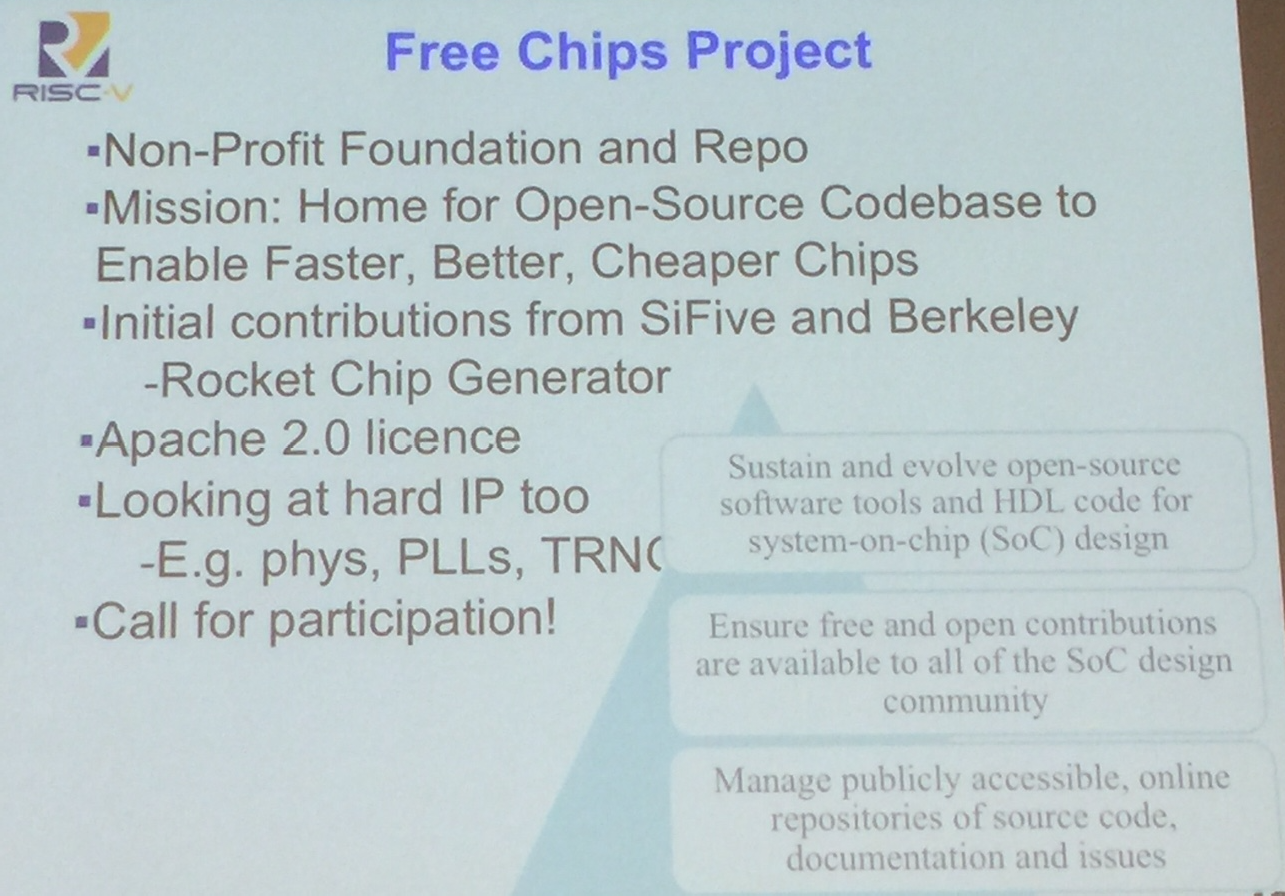 RISC-V
Free Chips Project
▪Non-Profit Foundation and Repo
▪Mission: Home for Open-Source Codebase to
Enable Faster, Better, Cheaper Chips
▪Initial contributions from SiFive and Berkeley
-Rocket Chip Generator
▪Apache 2.0 licence
▪Looking at hard IP too
-E.g. phys, PLLs,
▪Call for participation!
Sustain and evolve open-source
software tools and HDL code for
system-on-chip (SoC) design
Ensure free and open contributions
are available to all of the SoC design
community
Manage publicly accessible, online
repositories of source code,
documentation and issues